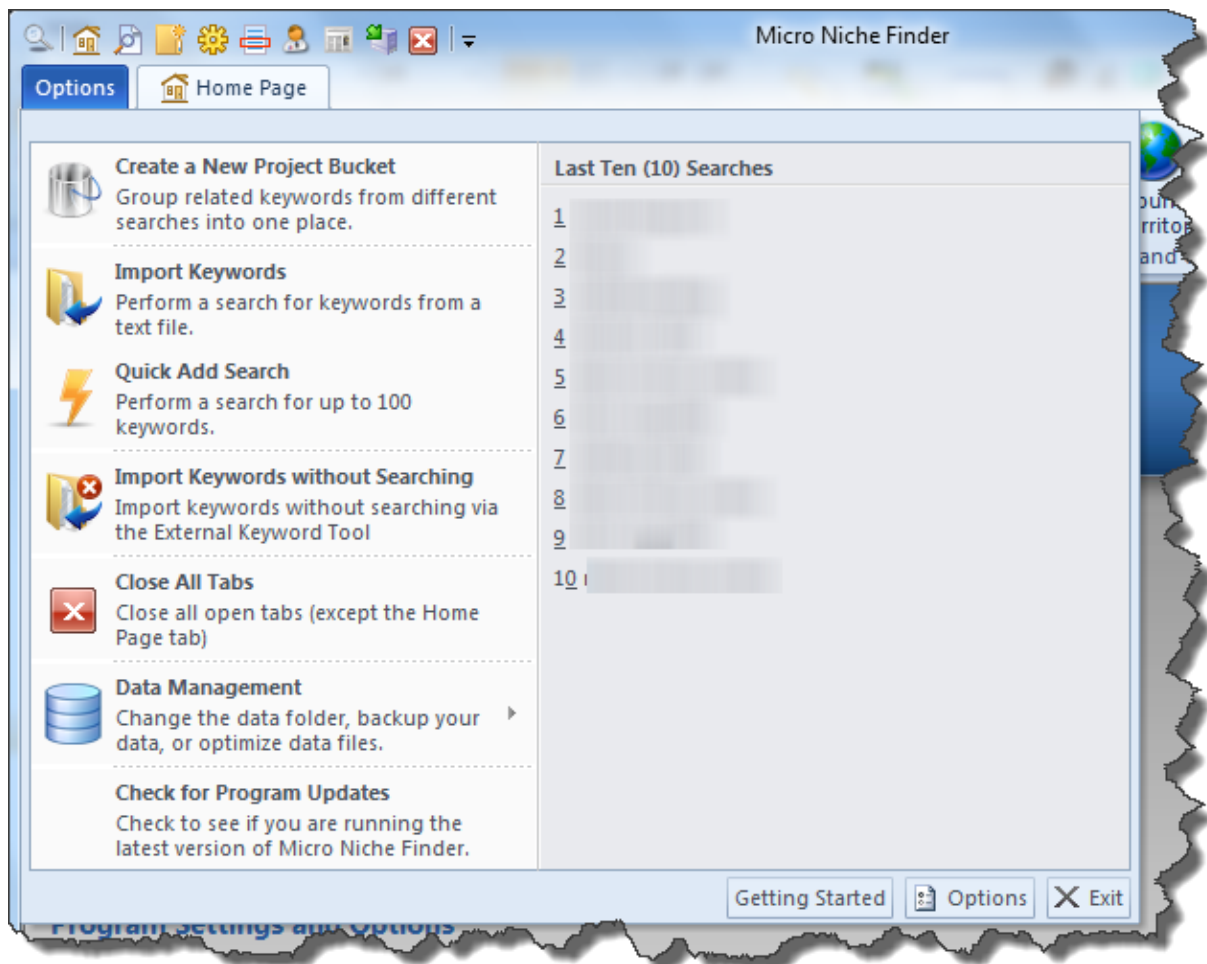 Micro Niche Finder
Options
Home Page
Create a New Project Bucket
Group related keywords from different
searches into one place.
Import Keywords
Perform a search for keywords from a
text file.
Quick Add Search
Perform a search for up to 100
keywords.
Import Keywords without Searching
Import keywords without searching via
the External Keyword Tool
Close All Tabs
Close all open tabs (except the Home
Page tab)
Data Management
Change the data folder, backup your
data, or optimize data files.
Check for Program Updates
Check to see if you are running the
latest version of Micro Niche Finder.
Last Ten (10) Searches
1
2
3
4
5
6
7
8
9
10
and
Getting Started
Options
Exit
Program Settings and Options